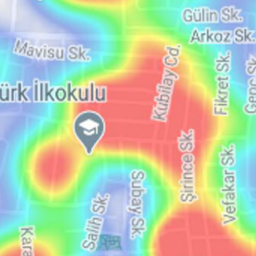 Gülin Sk.
Arkoz Sk.
Mavisu Sk.
Kubilay Cd.
Fikret Sk.
Genç
ürk İlkokulu
Şirince Sk.
Vefakar Sk.
Subay Sk.
Salih Sk.
Kara